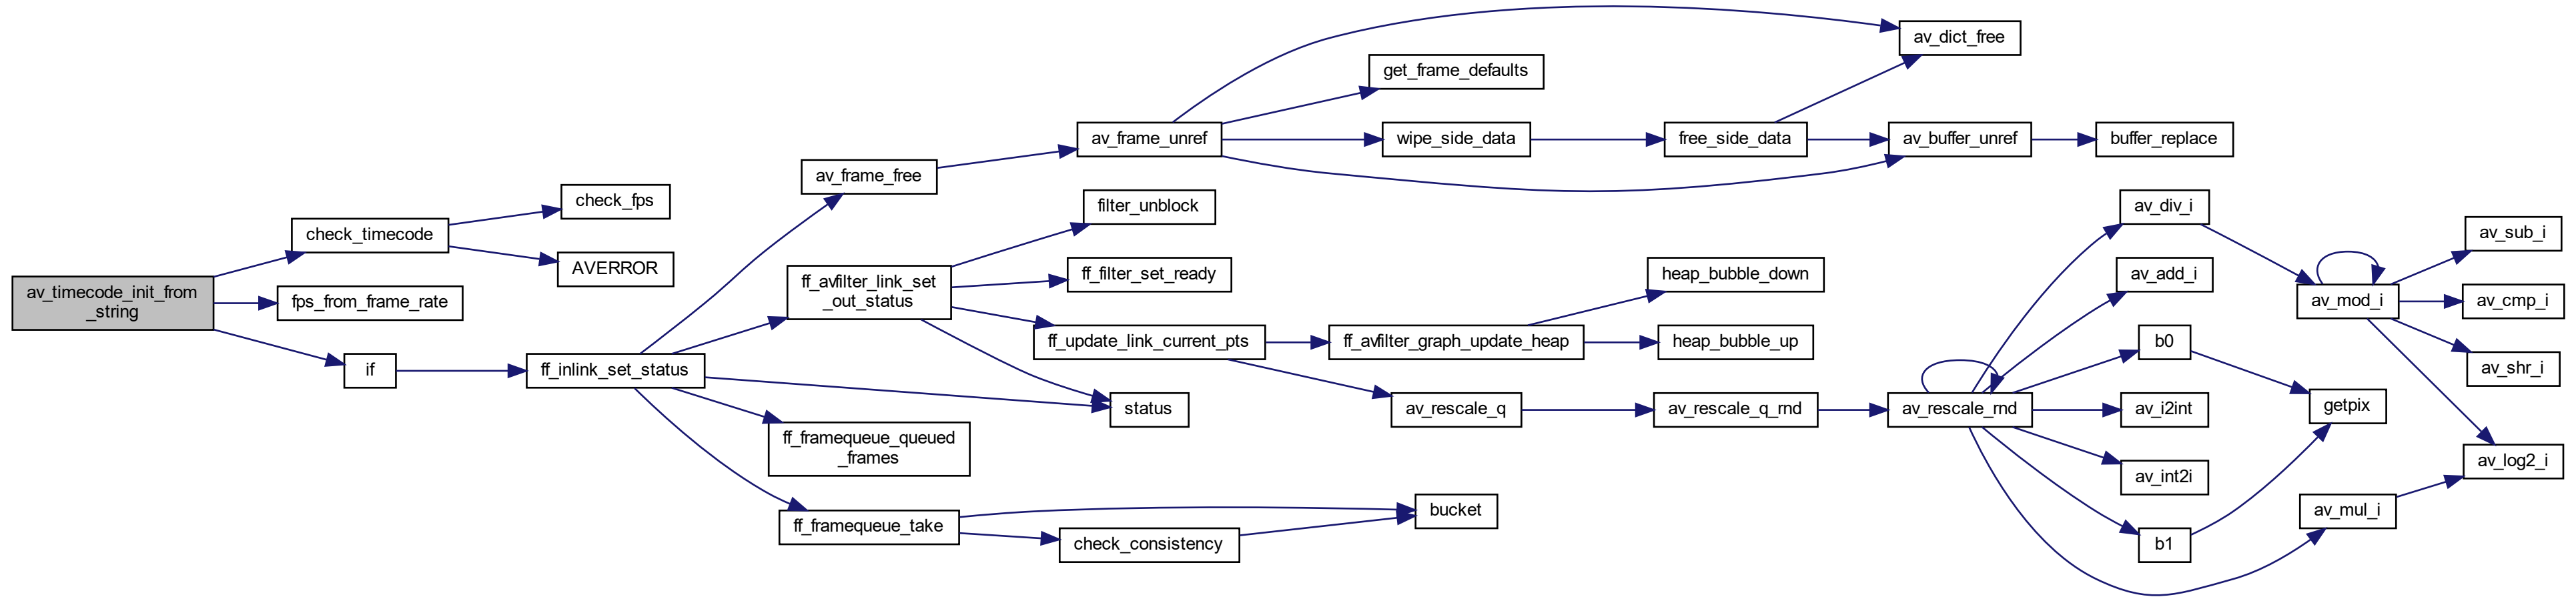 av_timecode_init_from
_string
check_timecode
check_fps
AVERROR
fps_from_frame_rate
if
ff_inlink_set_status
av_frame_free
av_frame_unref
av_dict_free
get_frame_defaults
wipe_side_data
free_side_data
av_buffer_unref
buffer_replace
ff_avfilter_link_set
_out_status
filter_unblock
ff_filter_set_ready
ff_update_link_current_pts
ff_avfilter_graph_update_heap
heap_bubble_down
heap_bubble_up
av_rescale_q
av_rescale_q_rnd
av_rescale_rnd
status
ff_framequeue_queued
_frames
ff_framequeue_take
bucket
check_consistency
av_div_i
av_add_i
b0
av_i2int
av_int2i
b1
av_mod_i
av_sub_i
av_cmp_i
av_shr_i
getpix
av_log2_i
av_mul_i